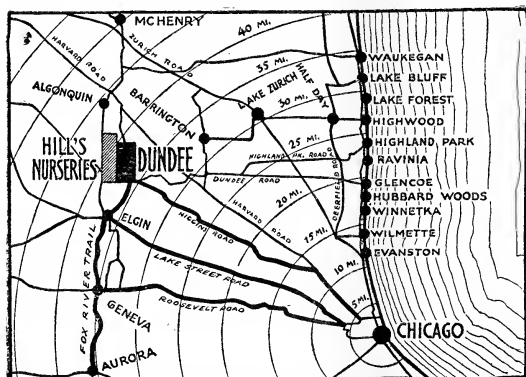 MCHENRY
40 MI.
ZURICH ROAD
HARVARD ROAD
35 MI.
WAUKEGAN
LAKE BLUFF
ALGONQUIN
BARRINGTON
LAKE ZURICH
HALF DAY
30 MI.
LAKE FOREST
HIGHWOOD
HILL'S
NURSERIES
DUNDEE
25 MI.
HIGHLAND PK. ROAD
HIGHLAND PARK
RAVINIA
DUNDEE ROAD
DEERFIELD ROAD
20 MI.
GLENCOE
HUBBARD WOODS
WINNETKA
ELGIN
HIGGINS ROAD
HARVARD ROAD
15 MI.
WILMETTE
EVANSTON
LAKE STREET ROAD
10 MI.
FOX RIVER TRAIL
GENEVA
ROOSEVELT ROAD
5 MI.
CHICAGO
AURORA